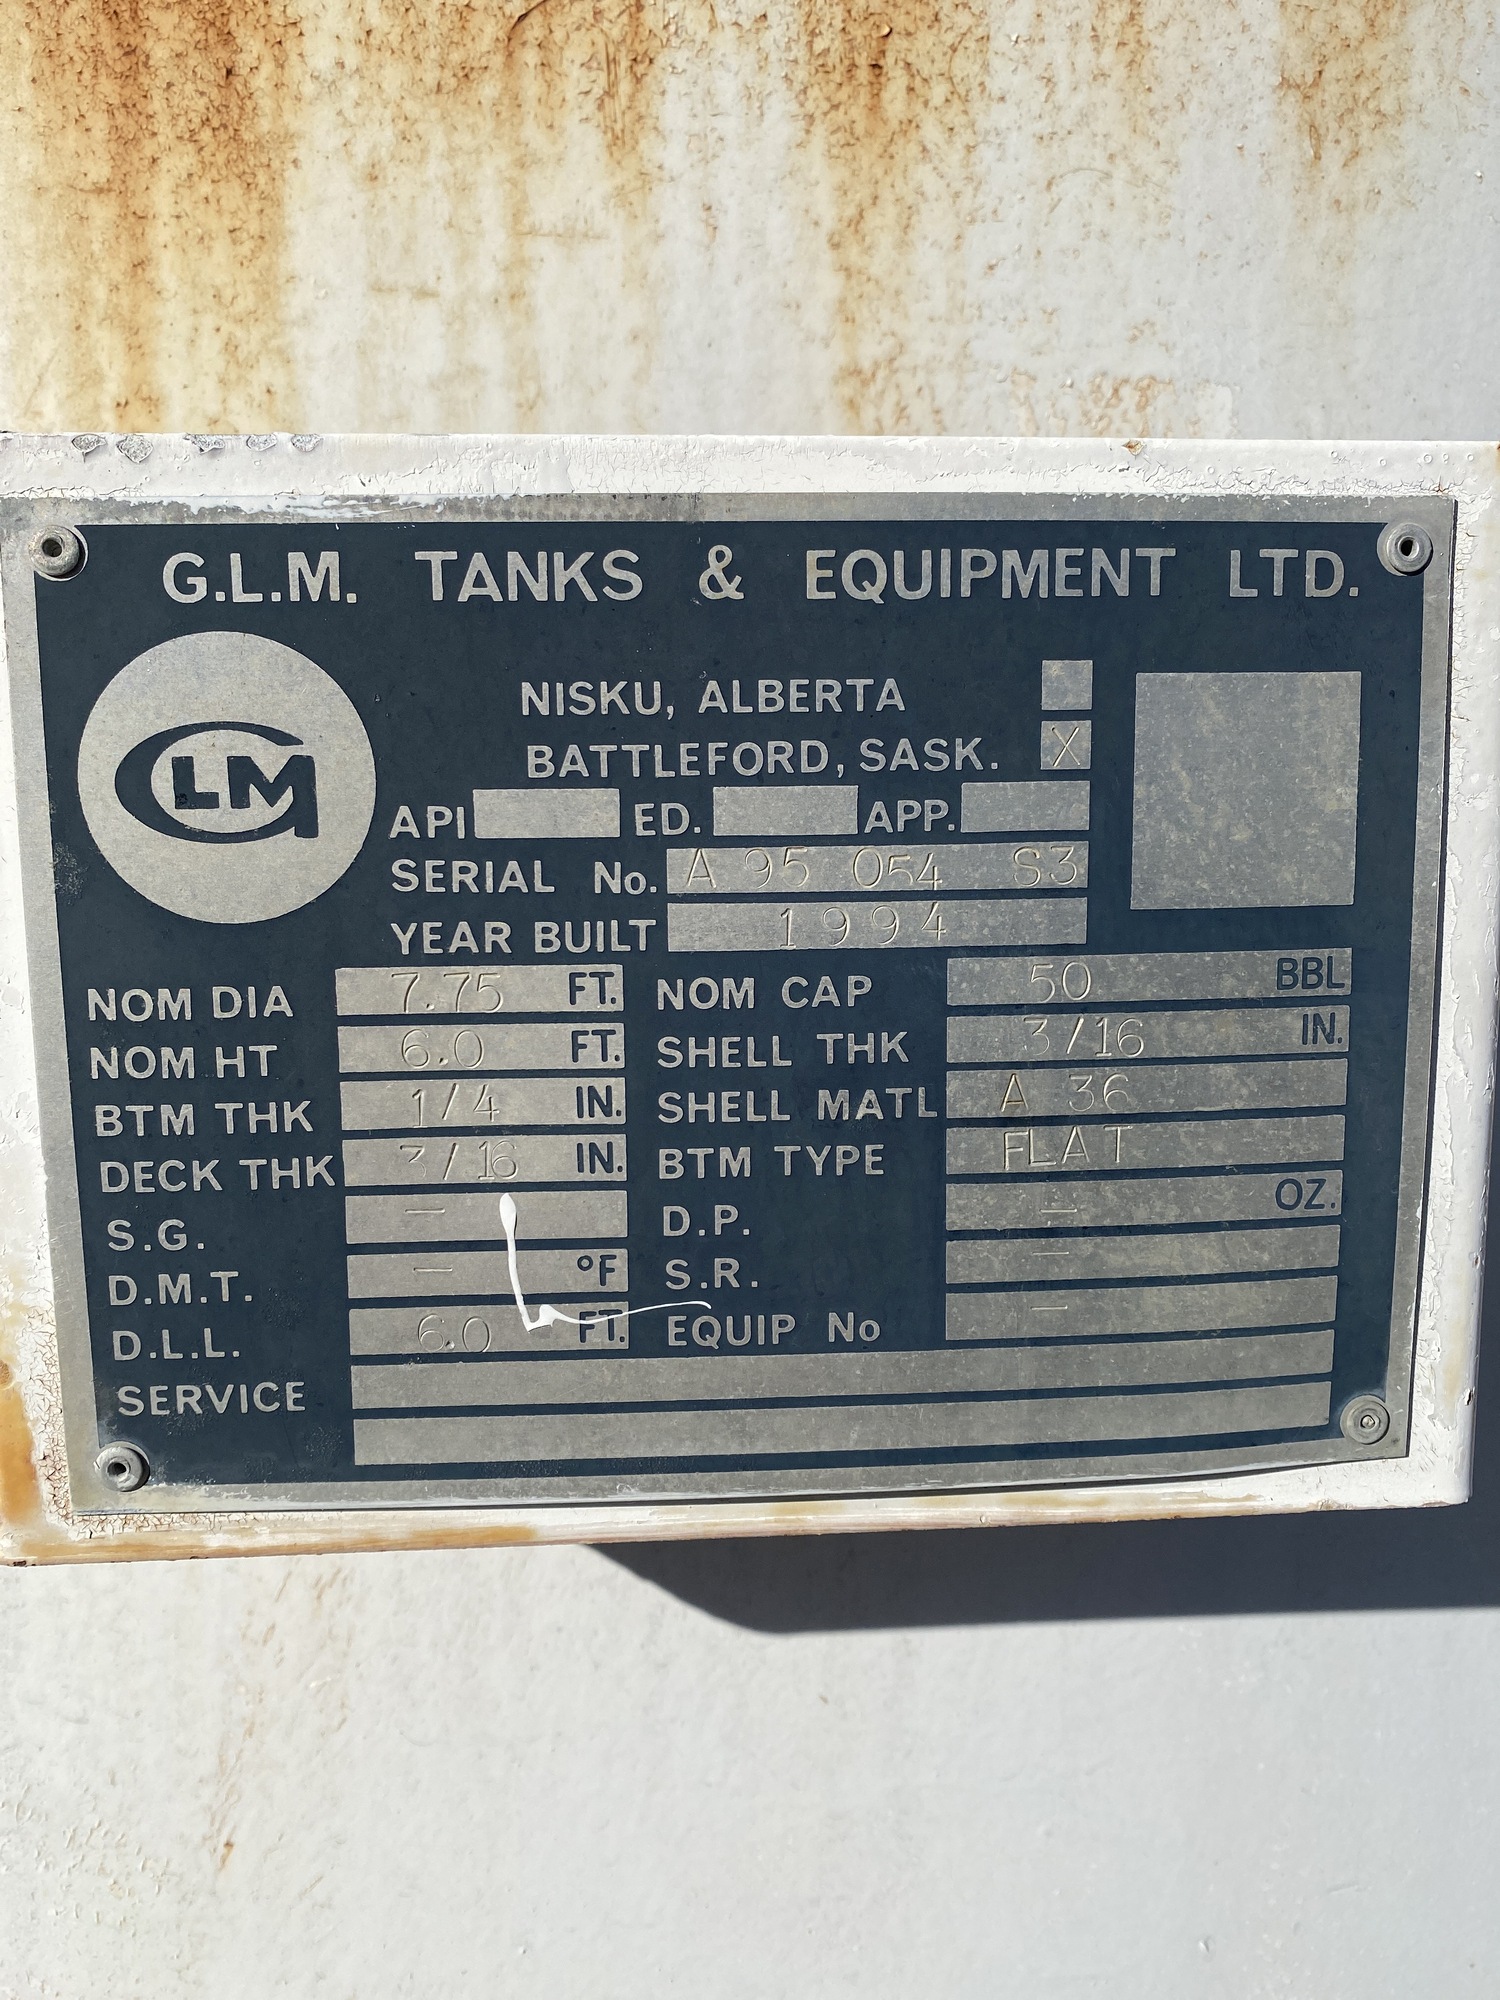 G.L.M. TANKS & EQUIPMENT LTD.
GLM
NISKU, ALBERTA
BATTLEFORD, SASK. X
API ED. APP.
SERIAL No. A 95 054 S3
YEAR BUILT 1994
NOM DIA 7.75 FT. NOM CAP 50 BBL
NOM HT 6.0 FT. SHELL THK 3/16 IN.
BTM THK 1/4 IN. SHELL MATL A 36
DECK THK 3/16 IN. BTM TYPE FLAT
S.G. — D.P. — OZ.
D.M.T. — °F S.R. —
D.L.L. 6.0 FT. EQUIP No —
SERVICE